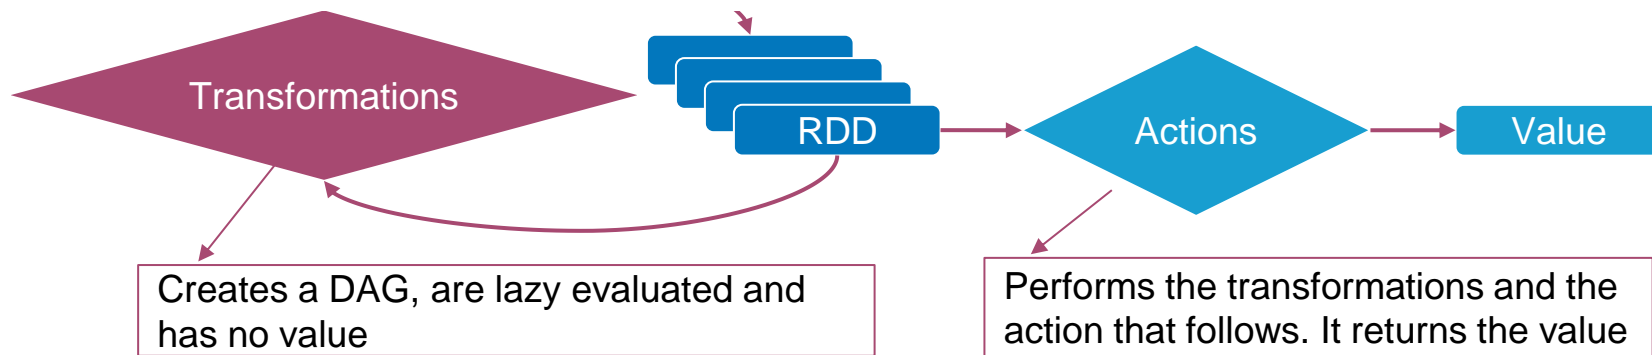 Transformations
RDD
Actions
Value
Creates a DAG, are lazy evaluated and
has no value
Performs the transformations and the
action that follows. It returns the value